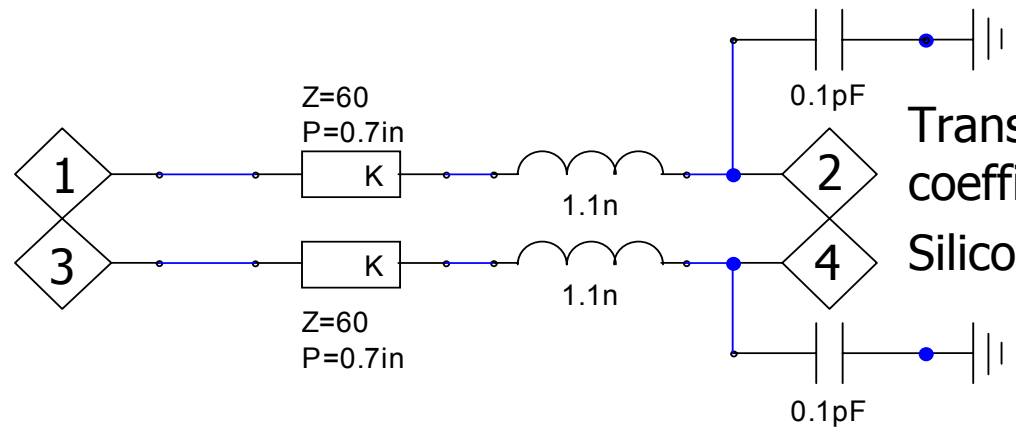 0.1pF
Z=60
P=0.7in
1
K
1.1n
2
3
K
1.1n
4
Z=60
P=0.7in
0.1pF
Trans
coeffi
Silico